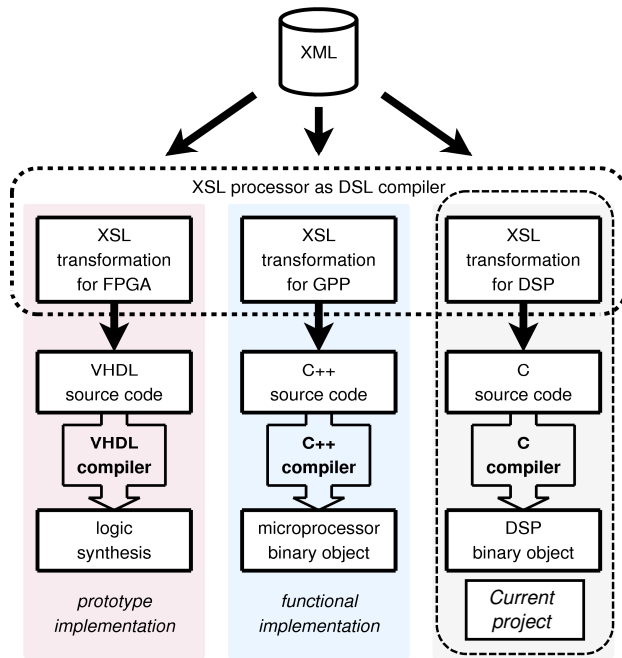 XML
XSL processor as DSL compiler
XSL
transformation
for FPGA
XSL
transformation
for GPP
XSL
transformation
for DSP
VHDL
source code
C++
source code
C
source code
VHDL
compiler
C++
compiler
C
compiler
logic
synthesis
microprocessor
binary object
DSP
binary object
prototype
implementation
functional
implementation
Current
project